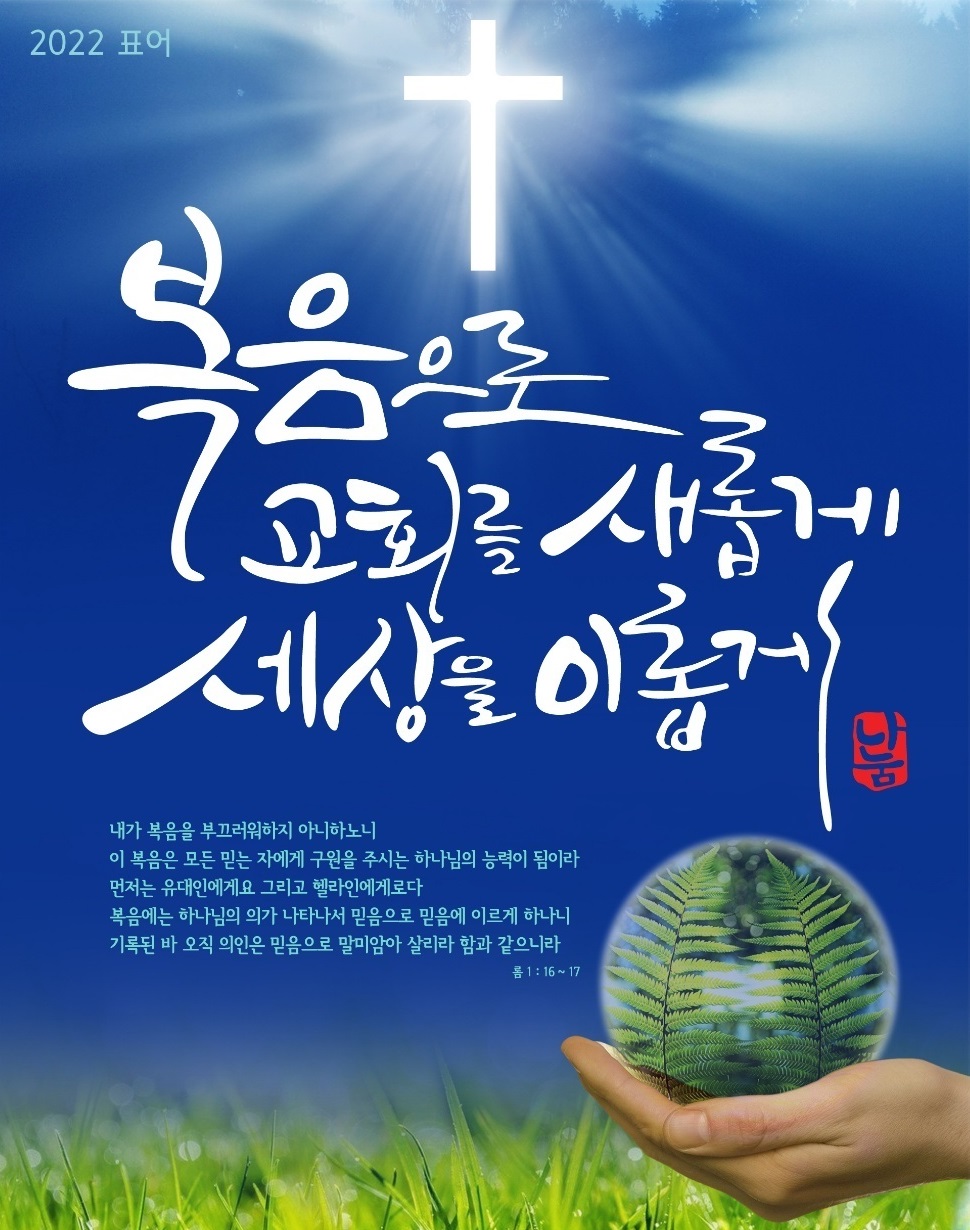 2022 표어
복음으로
교회를 새롭게
세상을 이롭게
나
눔
내가 복음을 부끄러워하지 아니하노니
이 복음은 모든 믿는 자에게 구원을 주시는 하나님의 능력이 됨이라
먼저는 유대인에게요 그리고 헬라인에게로다
복음에는 하나님의 의가 나타나서 믿음으로 믿음에 이르게 하나니
기록된 바 오직 의인은 믿음으로 말미암아 살리라 함과 같으니라
롬 1 : 16 ~ 17